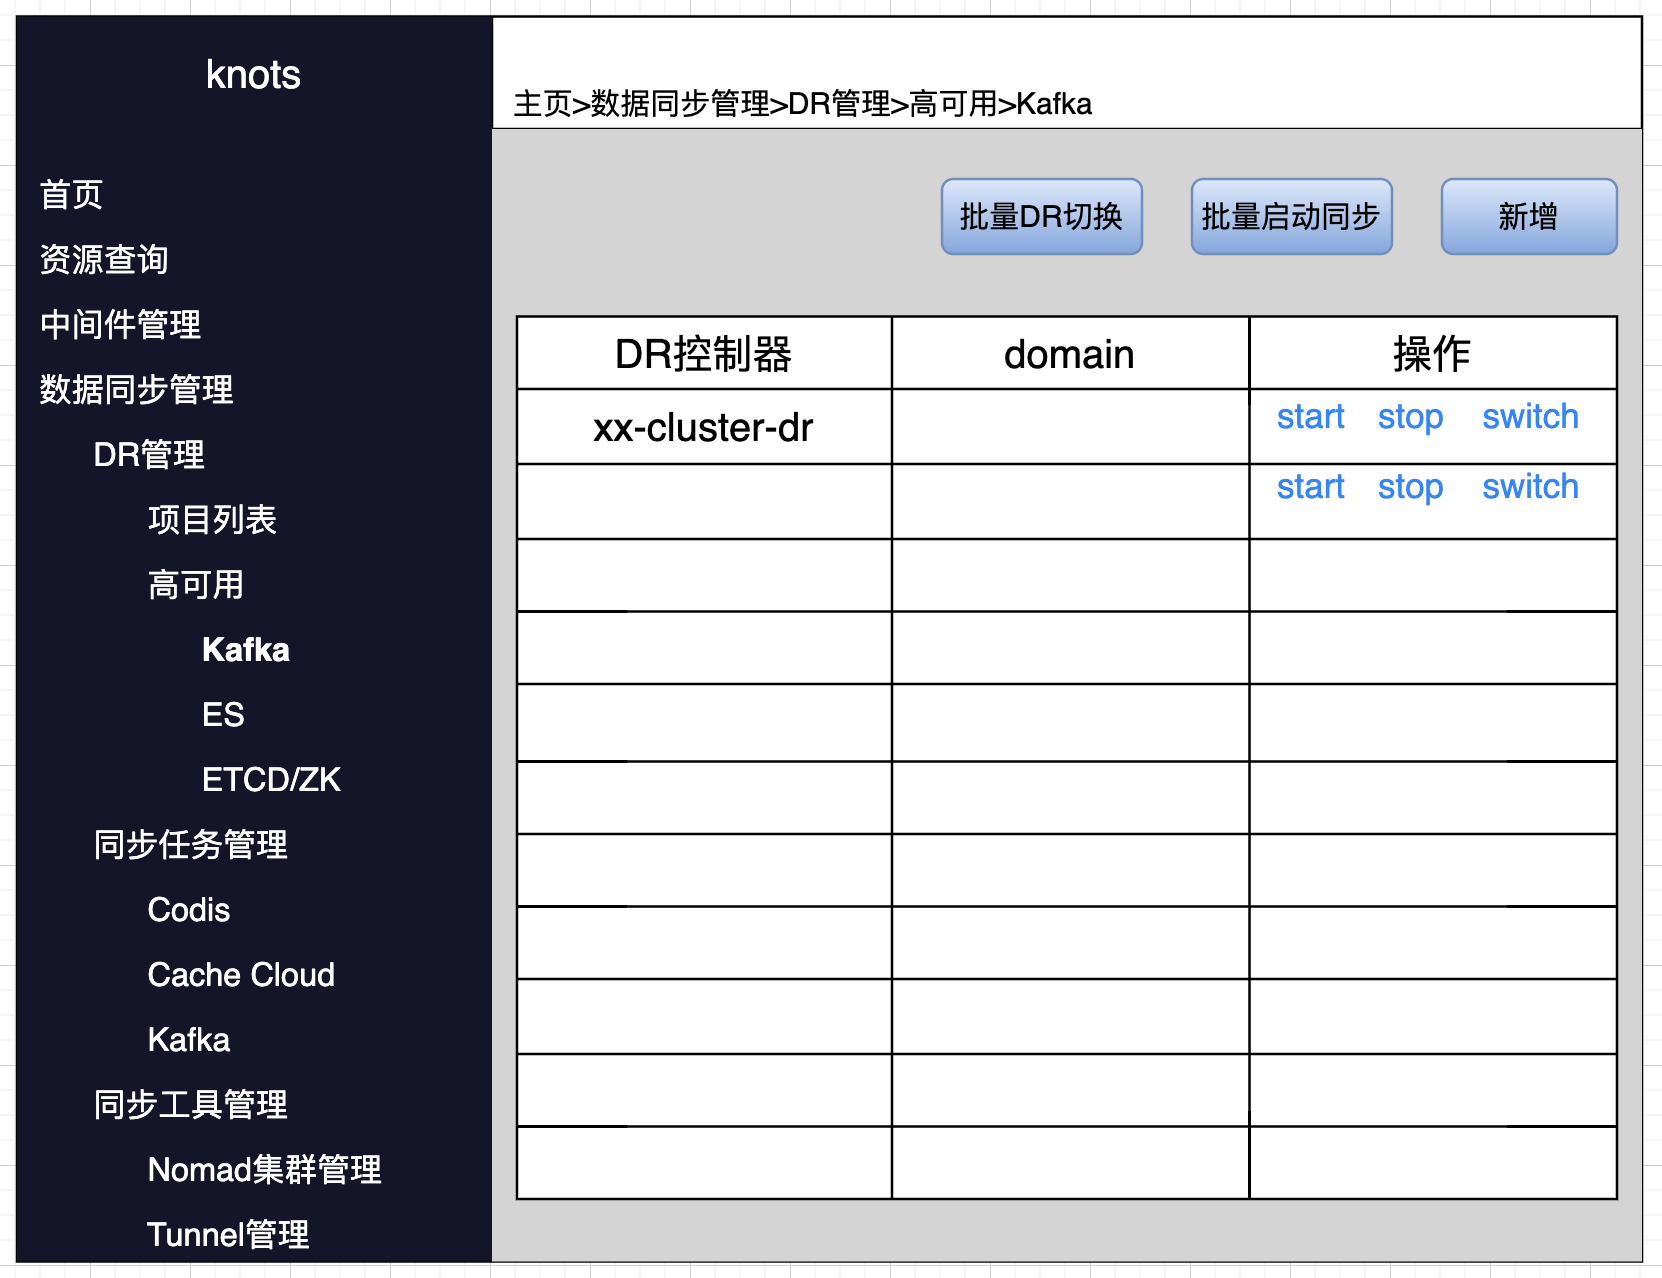 knots
主页>数据同步管理>DR管理>高可用>Kafka
首页
资源查询
中间件管理
数据同步管理
DR管理
项目列表
高可用
Kafka
ES
ETCD/ZK
同步任务管理
Codis
Cache Cloud
Kafka
同步工具管理
Nomad集群管理
Tunnel管理
批量DR切换 批量启动同步 新增
DR控制器 domain 操作
xx-cluster-dr start stop switch
start stop switch